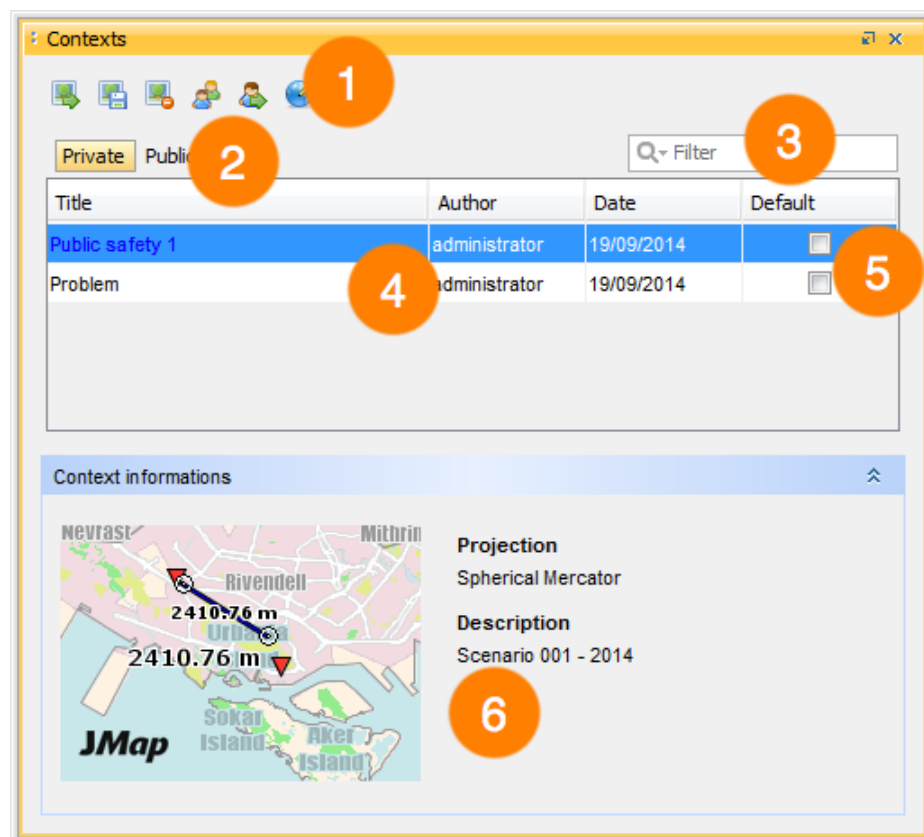 Contexts
1
Private Public
2
Filter
3
Title Author Date Default
Public safety 1 administrator 19/09/2014
Problem administrator 19/09/2014
4
5
Context informations
Nevrast
Mithrin
Rivendell
2410.76 m
Urbania
2410.76 m
Sokar
Island
Aker
Island
JMap
Projection
Spherical Mercator
Description
Scenario 001 - 2014
6